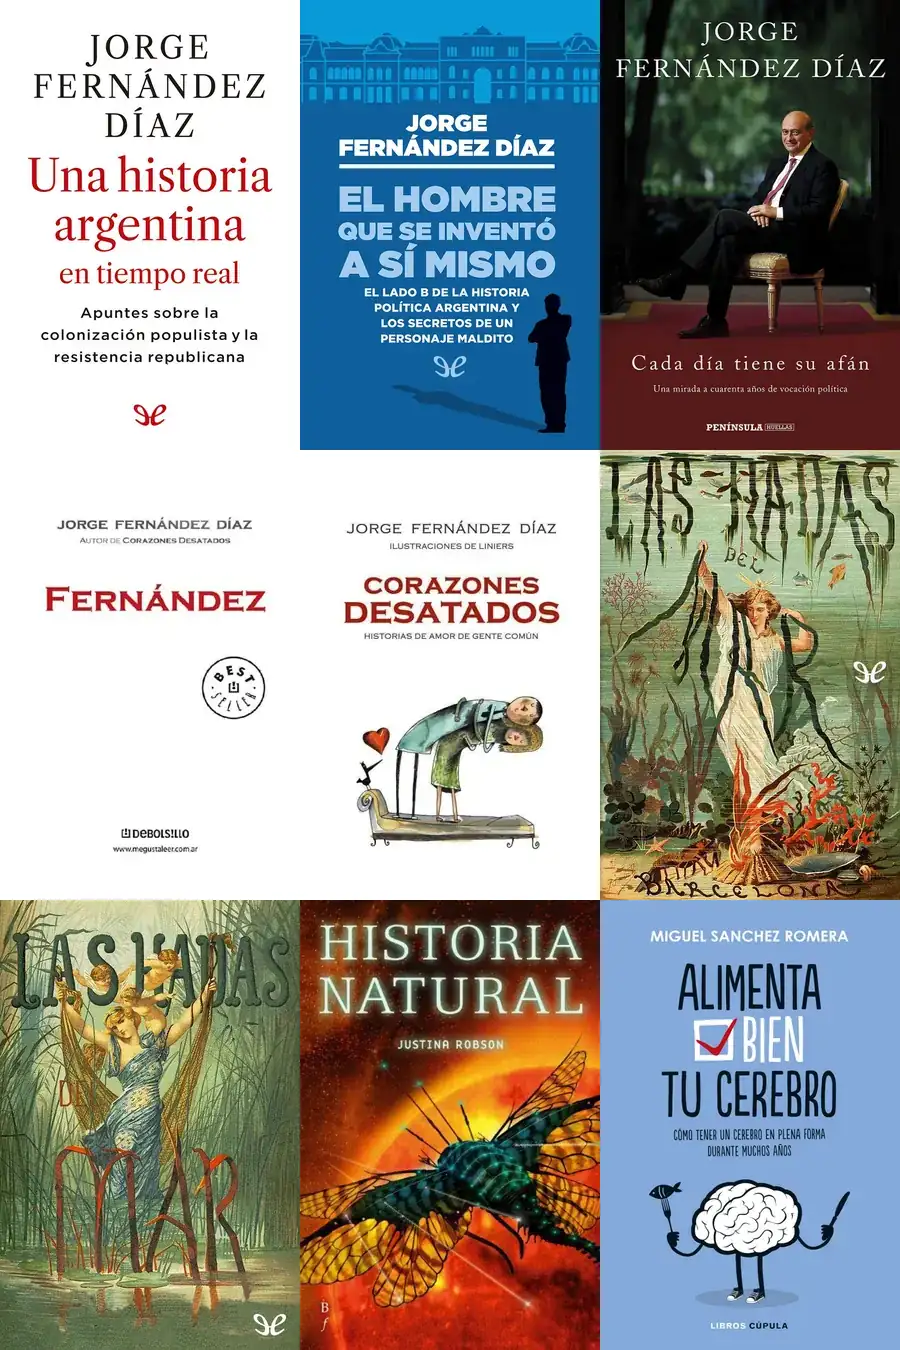 JORGE
FERNÁNDEZ
DÍAZ
Una historia
argentina
en tiempo real
Apuntes sobre la
colonización populista y la
resistencia republicana
JORGE
FERNÁNDEZ DÍAZ
EL HOMBRE
QUE SE INVENTÓ
A SÍ MISMO
EL LADO B DE LA HISTORIA
POLÍTICA ARGENTINA Y
LOS SECRETOS DE UN
PERSONAJE MALDITO
JORGE
FERNÁNDEZ DÍAZ
Cada día tiene su afán
Una mirada a cuarenta años de vocación política
PENÍNSULA HUELLAS
JORGE FERNÁNDEZ DÍAZ
AUTOR DE CORAZONES DESATADOS
FERNÁNDEZ
BEST
SELLER
DEBOLS!LLO
www.megustaleer.com.ar
JORGE FERNÁNDEZ DÍAZ
ILUSTRACIONES DE LINIERS
CORAZONES
DESATADOS
HISTORIAS DE AMOR DE GENTE COMÚN
LAS HADAS
DEL
MAR
BARCELONA
LAS HADAS
DEL
MAR
HISTORIA
NATURAL
JUSTINA ROBSON
B
f
MIGUEL SANCHEZ ROMERA
ALIMENTA
BIEN
TU CEREBRO
CÓMO TENER UN CEREBRO EN PLENA FORMA
DURANTE MUCHOS AÑOS
LIBROS CÚPULA